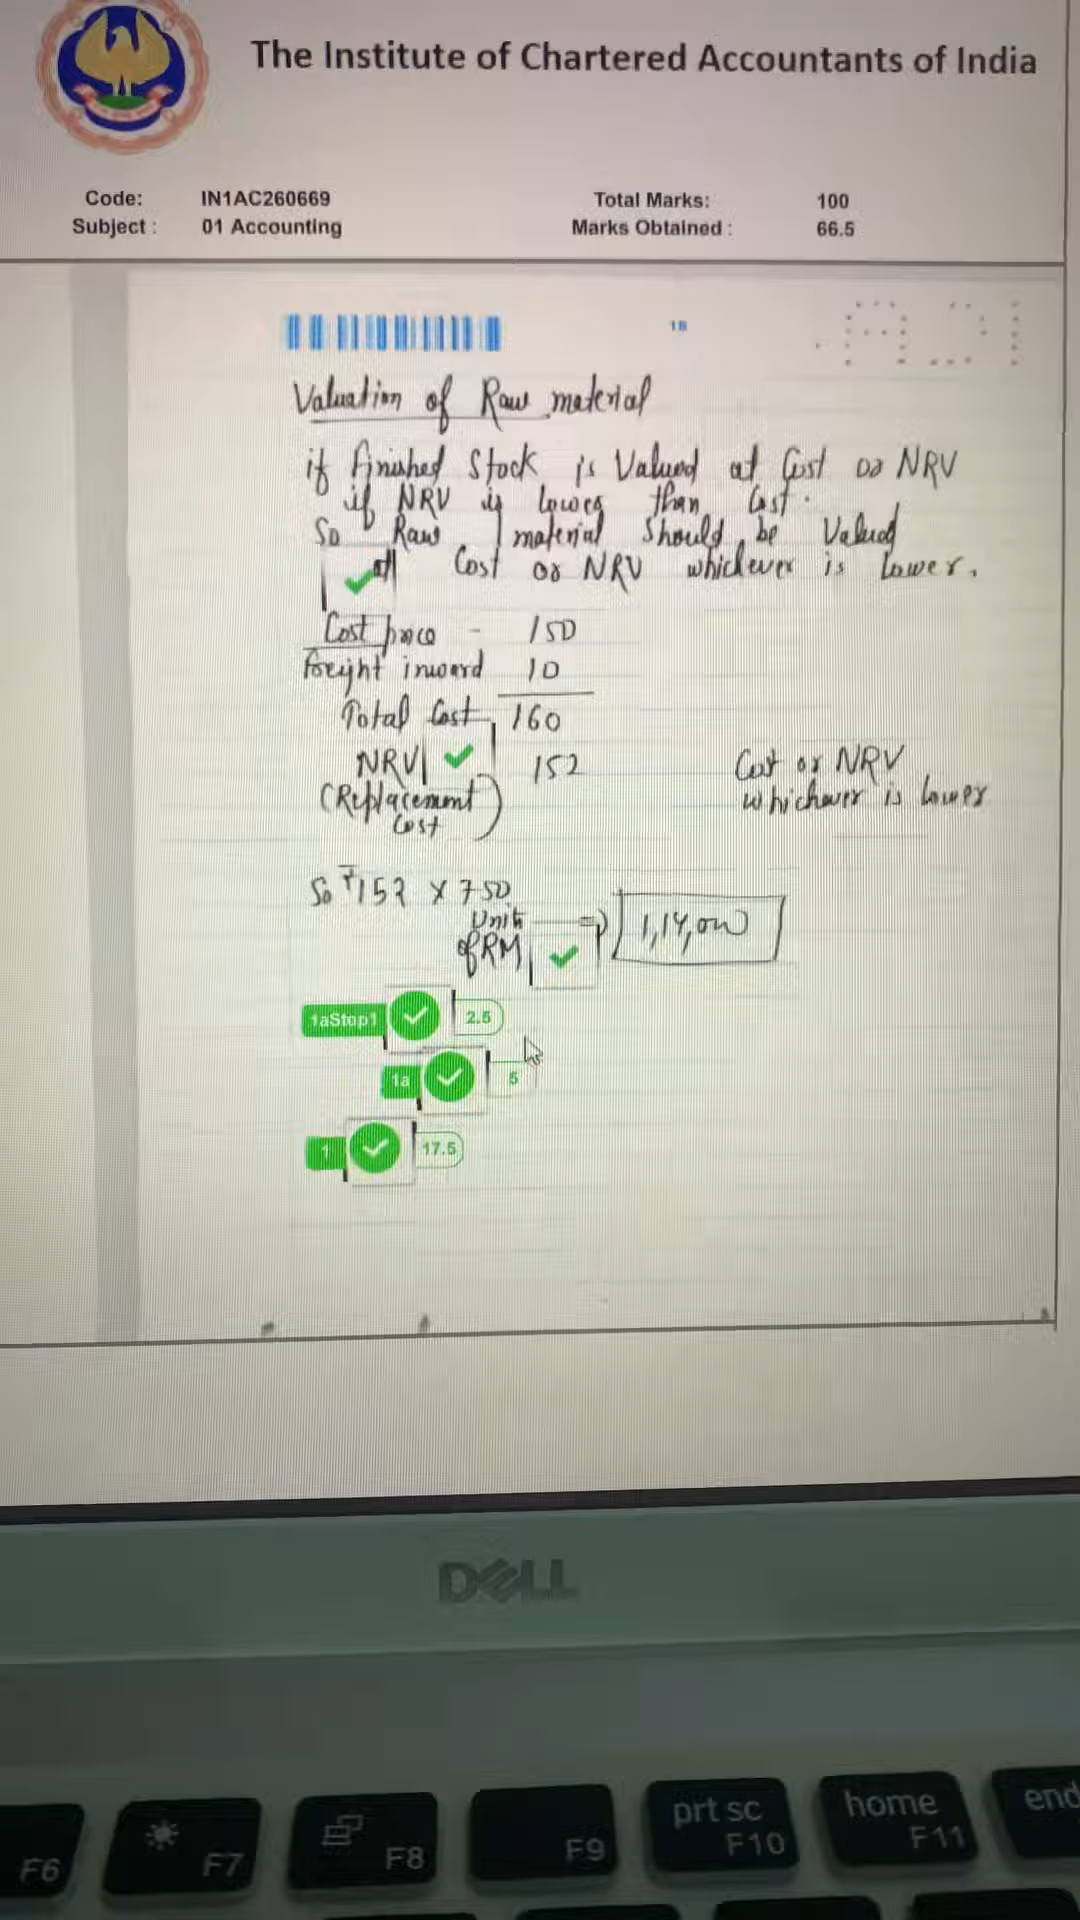 The Institute of Chartered Accountants of India
Code: IN1AC260669 Total Marks: 100
Subject : 01 Accounting Marks Obtained : 66.5
18
Valuation of Raw material
if finished Stock is Valued at Cost or NRV
if NRV is lower than Cost.
So Raw material Should be Valued
at Cost or NRV whichever is Lower.
Cost price - 150
freight inward 10
Total Cost 160
NRV 152 Cost or NRV
(Replacement Cost) whichever is lower
So ₹152 x 750
Units
of RM => 1,14,000
1aStop1 2.5
1a 5
1 17.5
DELL
F6 F7 F8 F9 prt sc F10 home F11 end